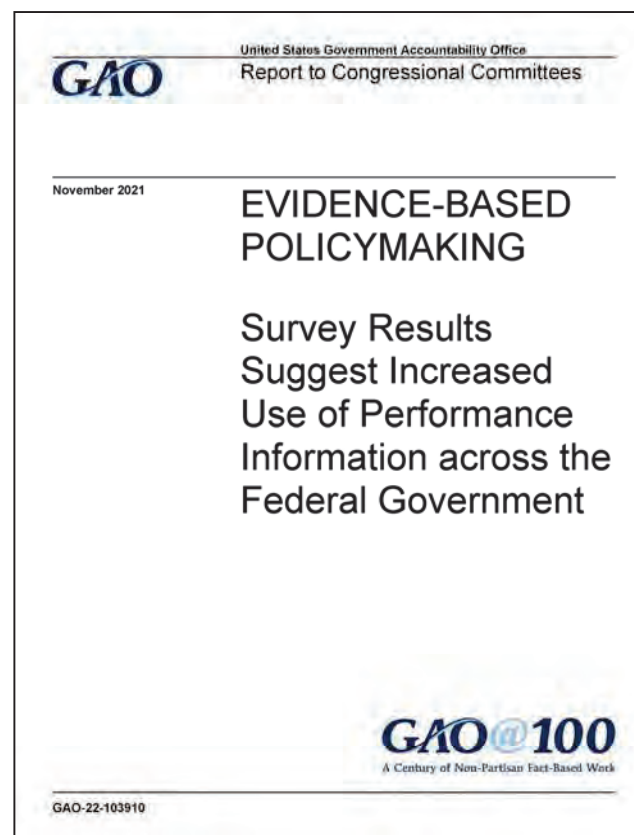 United States Government Accountability Office
GAO
Report to Congressional Committees
November 2021
EVIDENCE-BASED
POLICYMAKING
Survey Results
Suggest Increased
Use of Performance
Information across the
Federal Government
GAO@100
A Century of Non-Partisan Fact-Based Work
GAO-22-103910